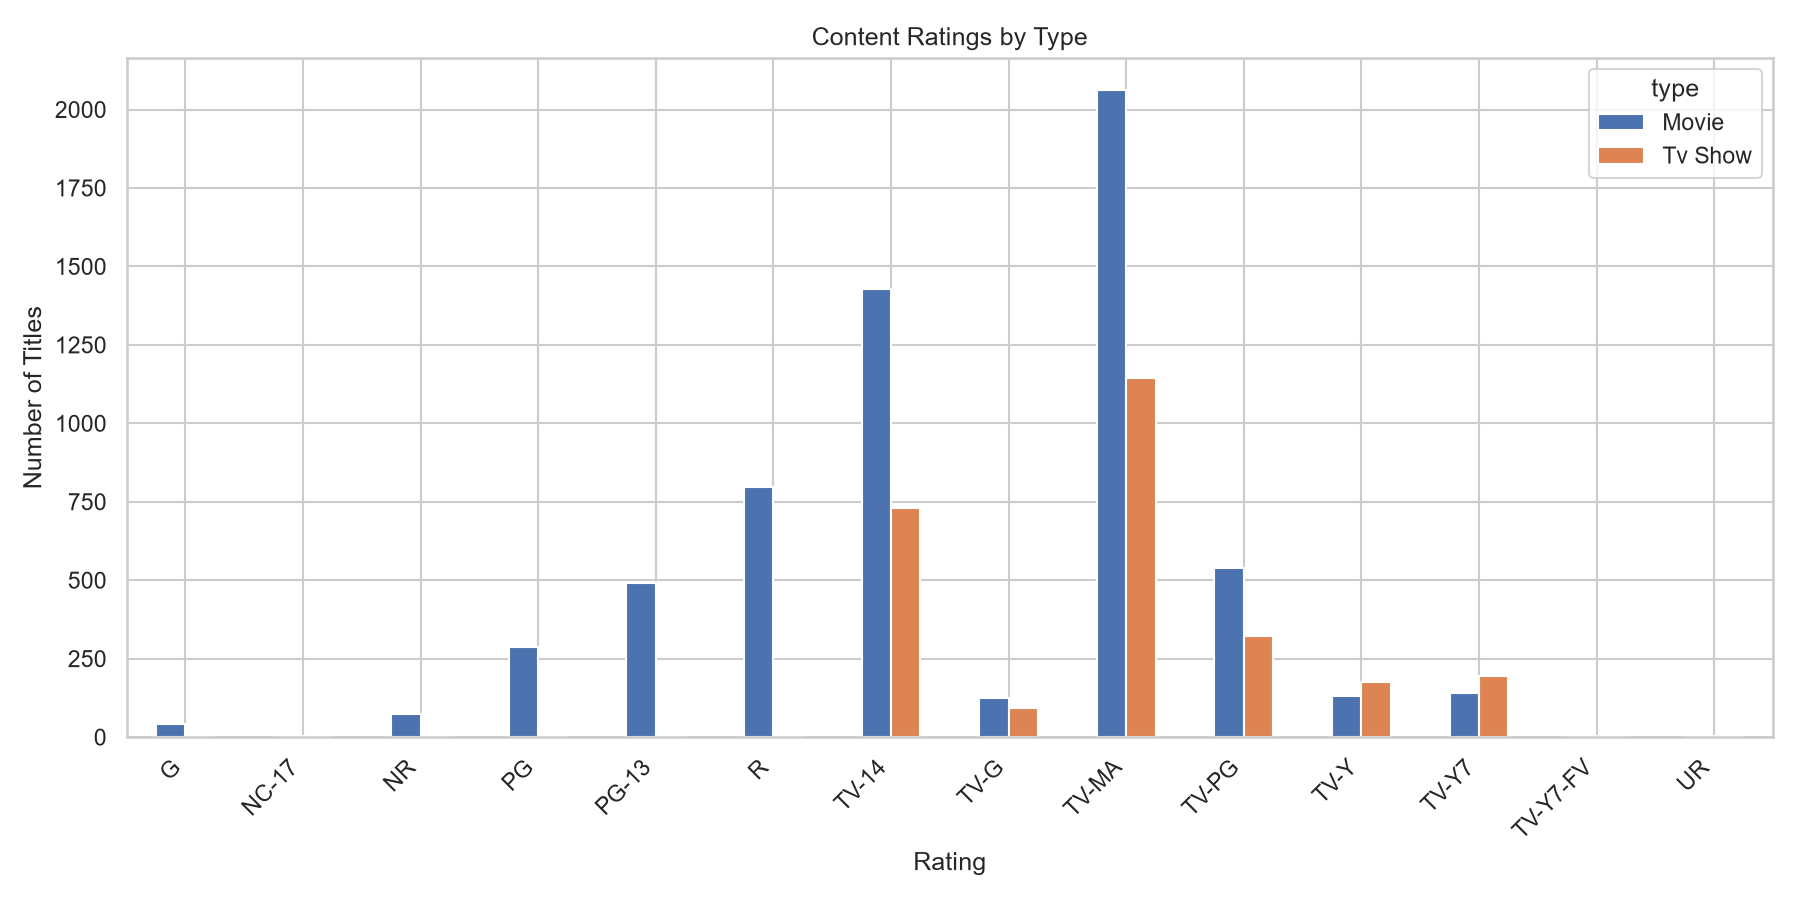 Content Ratings by Type
type
Movie
Tv Show
Number of Titles
2000
1750
1500
1250
1000
750
500
250
0
G
NC-17
NR
PG
PG-13
R
TV-14
TV-G
TV-MA
TV-PG
TV-Y
TV-Y7
TV-Y7-FV
UR
Rating